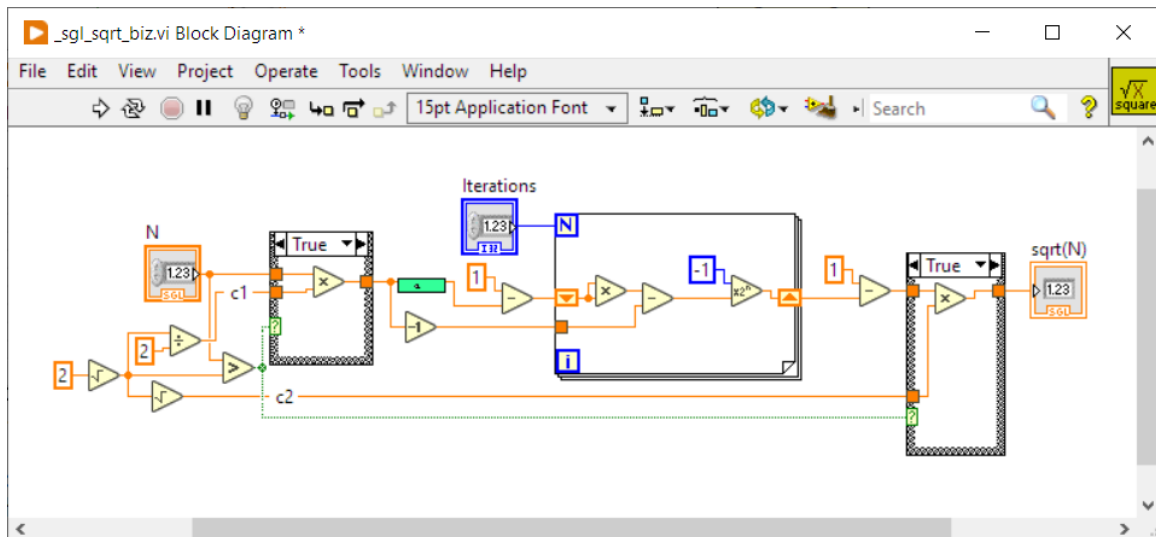 _sgl_sqrt_biz.vi Block Diagram *
File Edit View Project Operate Tools Window Help
15pt Application Font
Search
√X
square
Iterations
N
1.23
SGL
True
×
c1
1.23
I32
N
1
-1
×
-
×2ⁿ
1
-
True
×
sqrt(N)
1.23
SGL
-
-1
?
i
2
÷
2
√
>
√
c2
?